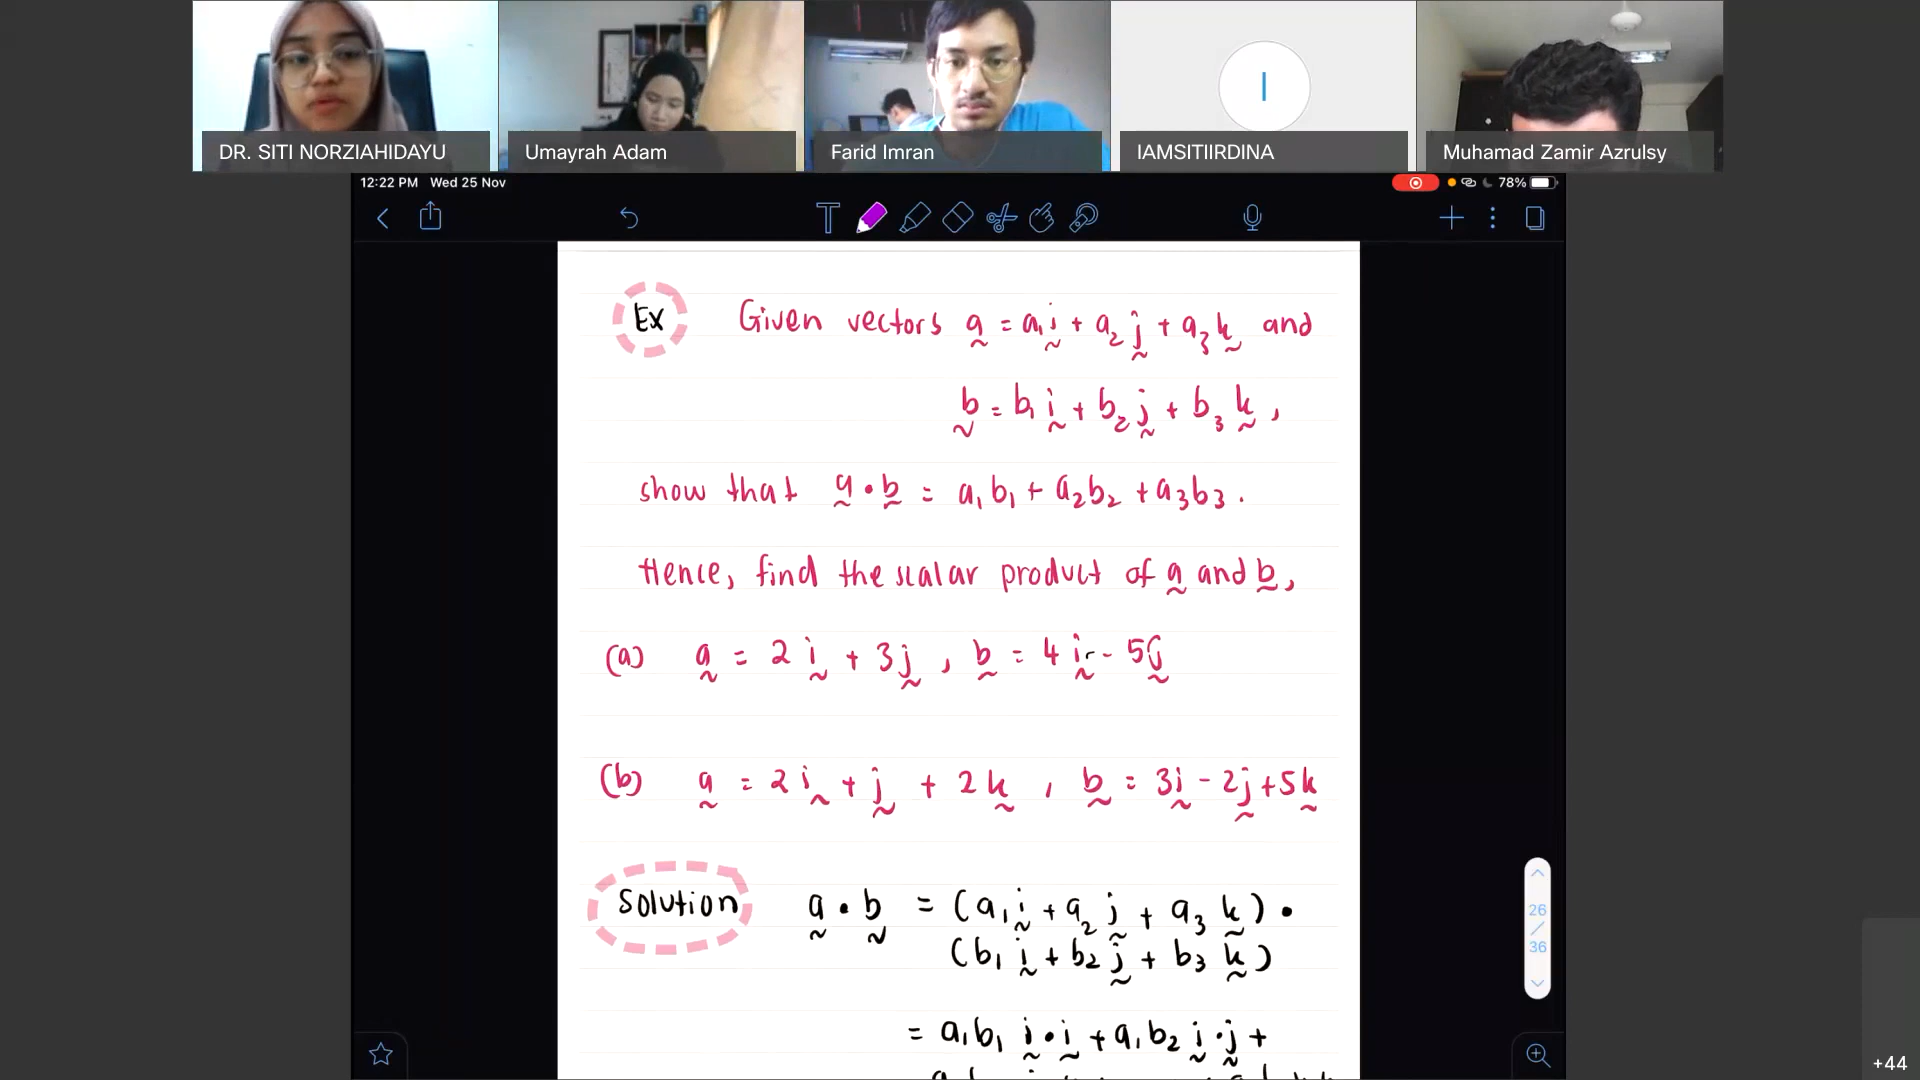 DR. SITI NORZIAHIDAYU
Umayrah Adam
Farid Imran
I
IAMSITIIRDINA
Muhamad Zamir Azrulsy
12:22 PM Wed 25 Nov
78%
T
Ex Given vectors a = a₁i + a₂j + a₃k and
b = b₁i + b₂j + b₃k,
show that a • b = a₁b₁ + a₂b₂ + a₃b₃.
Hence, find the scalar product of a and b,
(a) a = 2i + 3j, b = 4i - 5j
(b) a = 2i + j + 2k, b = 3i - 2j + 5k
Solution a • b = (a₁i + a₂j + a₃k) •
(b₁i + b₂j + b₃k)
= a₁b₁ i•i + a₁b₂ i•j +
26
/
36
+44